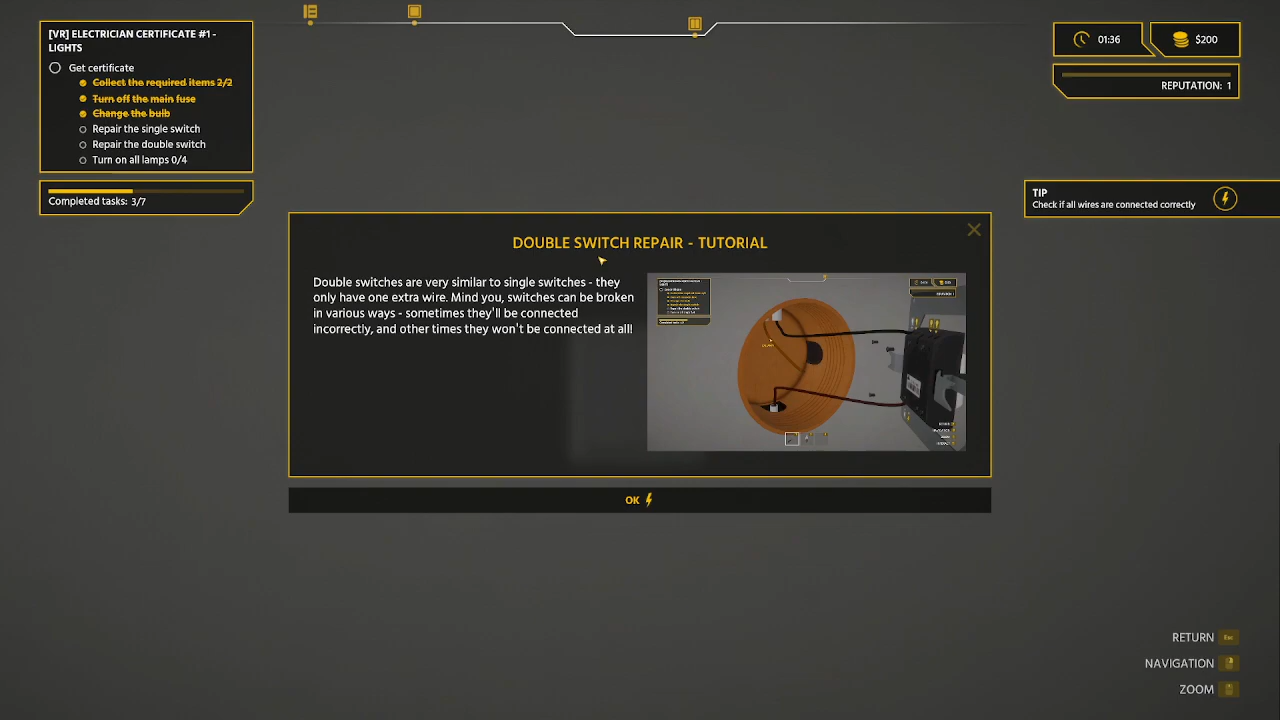 [VR] ELECTRICIAN CERTIFICATE #1 -
LIGHTS
Get certificate
Collect the required items 2/2
Turn off the main fuse
Change the bulb
Repair the single switch
Repair the double switch
Turn on all lamps 0/4
Completed tasks: 3/7
01:36
$200
REPUTATION: 1
TIP
Check if all wires are connected correctly
DOUBLE SWITCH REPAIR - TUTORIAL
Double switches are very similar to single switches - they
only have one extra wire. Mind you, switches can be broken
in various ways - sometimes they'll be connected
incorrectly, and other times they won't be connected at all!
OK
RETURN Esc
NAVIGATION
ZOOM